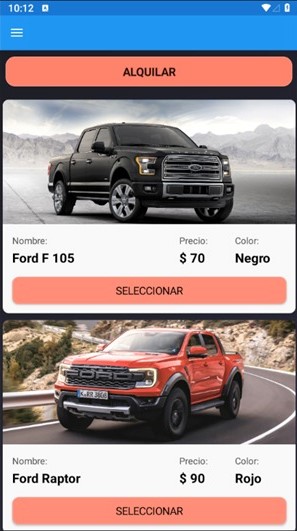 10:12
ALQUILAR
Nombre: Precio: Color:
Ford F 105 $ 70 Negro
SELECCIONAR
FORD
Nombre: Precio: Color:
Ford Raptor $ 90 Rojo
SELECCIONAR